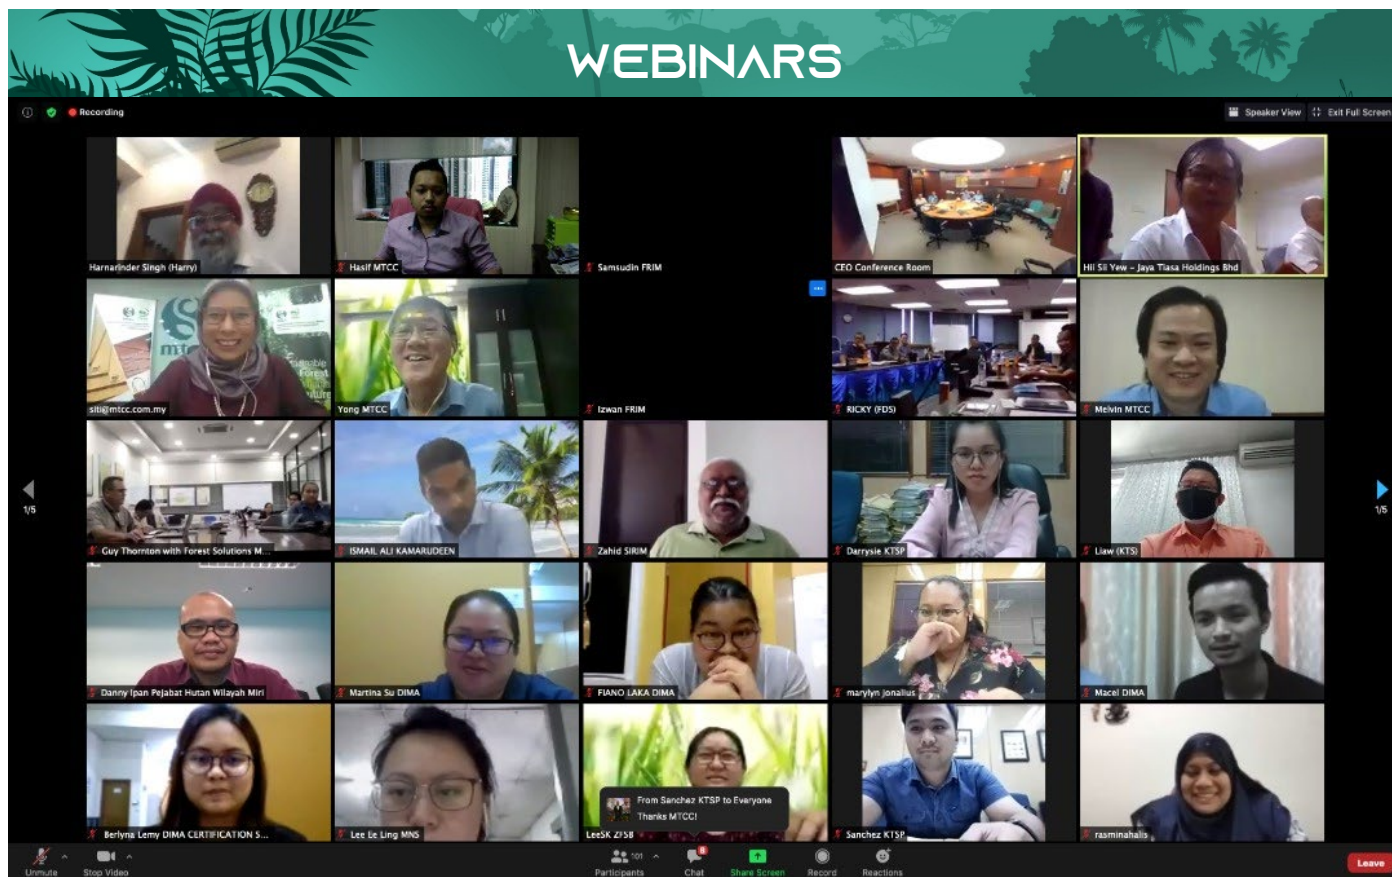 WEBINARS
Recording
Speaker View
Exit Full Screen
Harnarinder Singh (Harry)
Hasif MTCC
Samsudin FRIM
CEO Conference Room
Hii Sii Yew - Jaya Tiasa Holdings Bhd
siti@mtcc.com.my
Yong MTCC
Izwan FRIM
RICKY (FDS)
Melvin MTCC
1/5
1/5
Guy Thornton with Forest Solutions M...
ISMAIL ALI KAMARUDEEN
Zahid SIRIM
Darrysie KTSP
Liaw (KTS)
Danny Ipan Pejabat Hutan Wilayah Miri
Martina Su DIMA
FIANO LAKA DIMA
marylyn jonalius
Macel DIMA
From Sanchez KTSP to Everyone
Thanks MTCC!
Berlyna Lemy DIMA CERTIFICATION S...
Lee Ee Ling MNS
LeeSK ZFSB
Sanchez KTSP
rasminahalis
Unmute
Stop Video
Participants
101
Chat
8
Share Screen
Record
Reactions
Leave